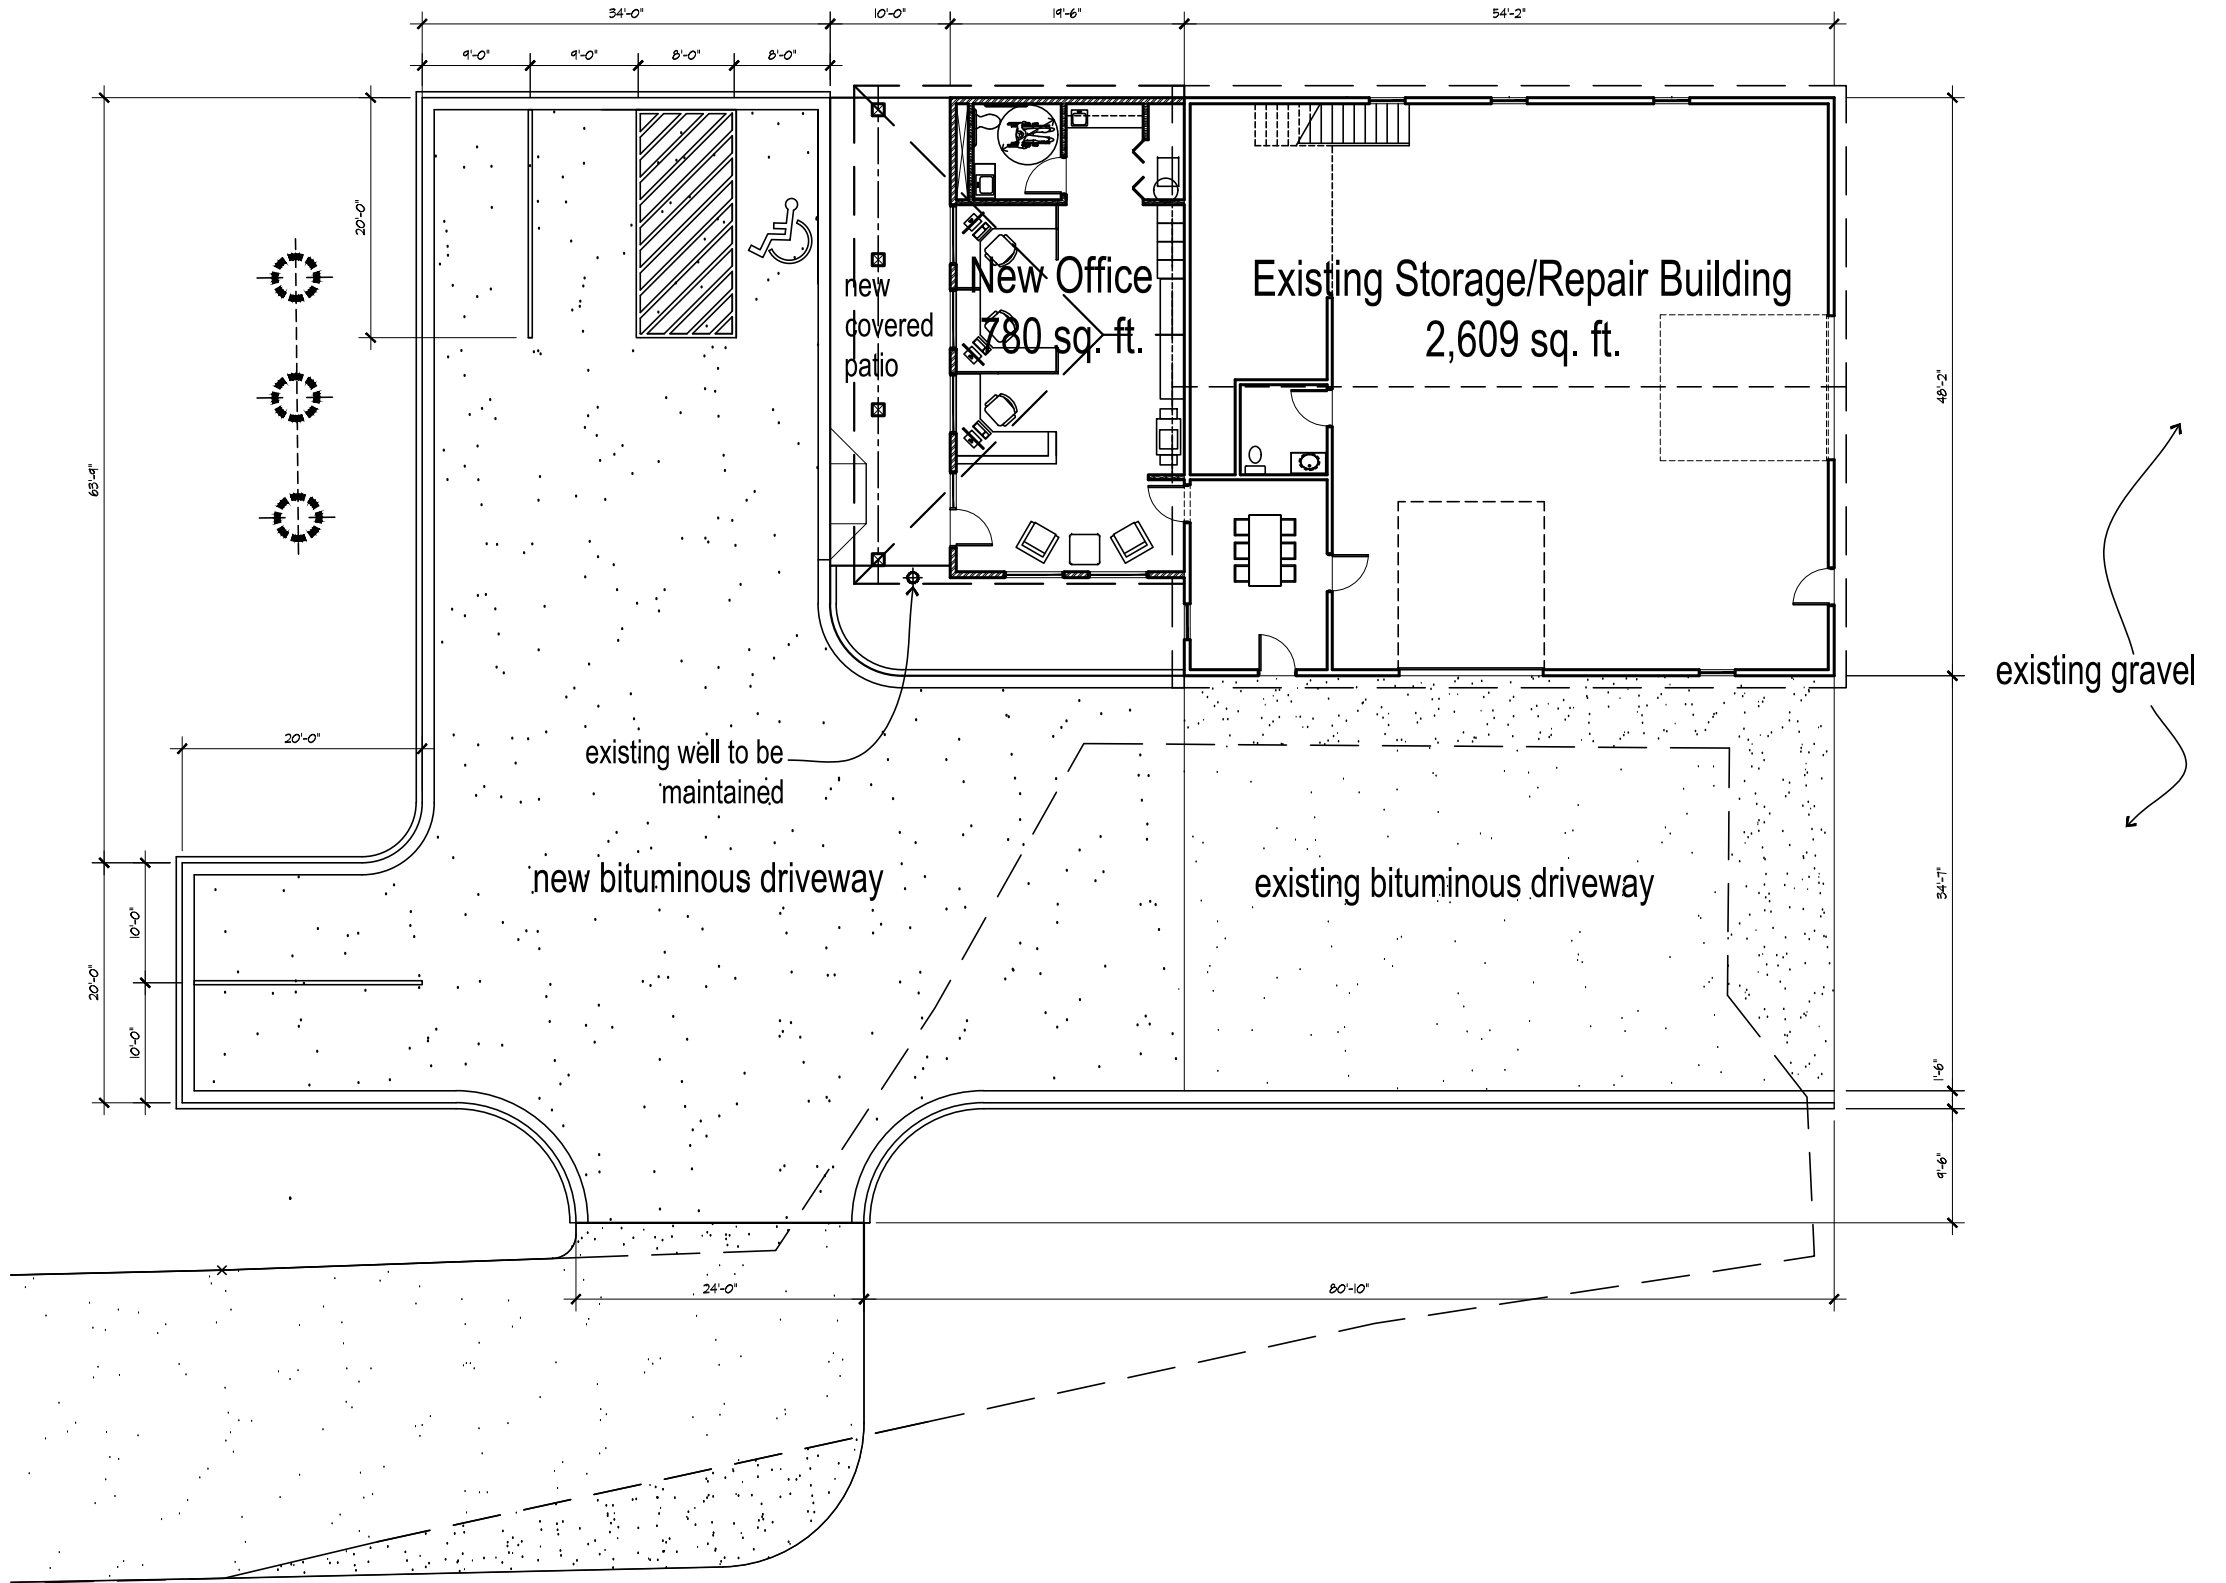 34'-0"
10'-0"
19'-6"
54'-2"
9'-0"
9'-0"
8'-0"
8'-0"
20'-0"
63'-9"
new
covered
patio
New Office
780 sq. ft.
Existing Storage/Repair Building
2,609 sq. ft.
48'-2"
existing gravel
20'-0"
existing well to be
maintained
new bituminous driveway
existing bituminous driveway
34'-7"
10'-0"
20'-0"
10'-0"
1'-6"
9'-6"
24'-0"
80'-10"